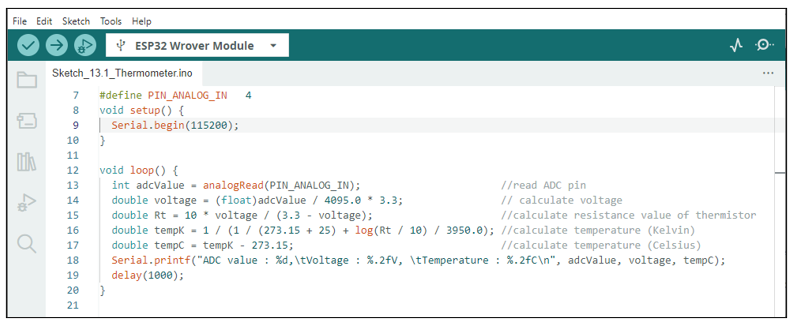 File Edit Sketch Tools Help
ESP32 Wrover Module
Sketch_13.1_Thermometer.ino
7 #define PIN_ANALOG_IN 4
8 void setup() {
9 Serial.begin(115200);
10 }
11
12 void loop() {
13 int adcValue = analogRead(PIN_ANALOG_IN); //read ADC pin
14 double voltage = (float)adcValue / 4095.0 * 3.3; // calculate voltage
15 double Rt = 10 * voltage / (3.3 - voltage); //calculate resistance value of thermistor
16 double tempK = 1 / (1 / (273.15 + 25) + log(Rt / 10) / 3950.0); //calculate temperature (Kelvin)
17 double tempC = tempK - 273.15; //calculate temperature (Celsius)
18 Serial.printf("ADC value : %d,\tVoltage : %.2fV, \tTemperature : %.2fC\n", adcValue, voltage, tempC);
19 delay(1000);
20 }
21